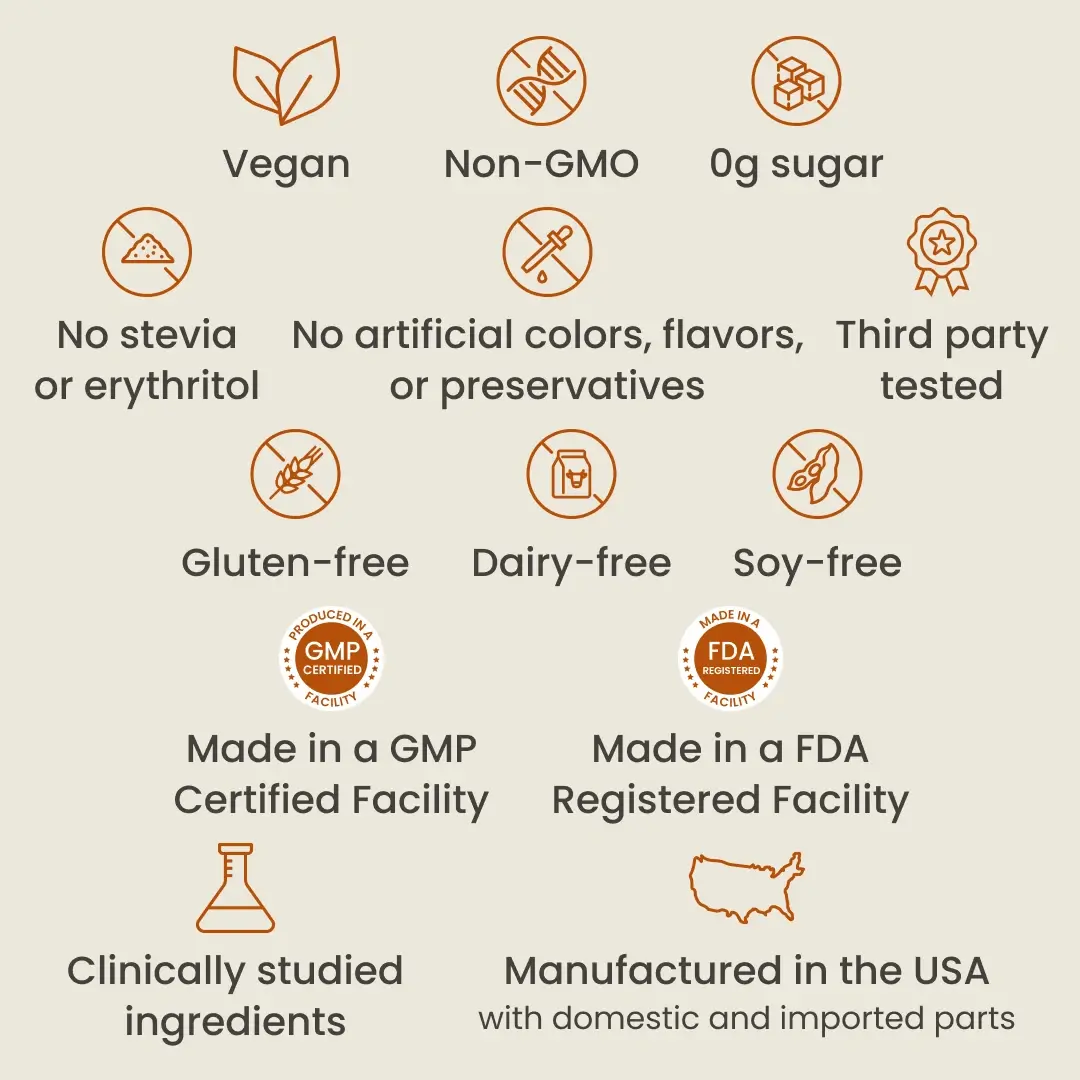 Vegan
Non-GMO
0g sugar
No stevia
or erythritol
No artificial colors, flavors,
or preservatives
Third party
tested
Gluten-free
Dairy-free
Soy-free
PRODUCED IN A
GMP
CERTIFIED
FACILITY
Made in a GMP
Certified Facility
MADE IN A
FDA
REGISTERED
FACILITY
Made in a FDA
Registered Facility
Clinically studied
ingredients
Manufactured in the USA
with domestic and imported parts